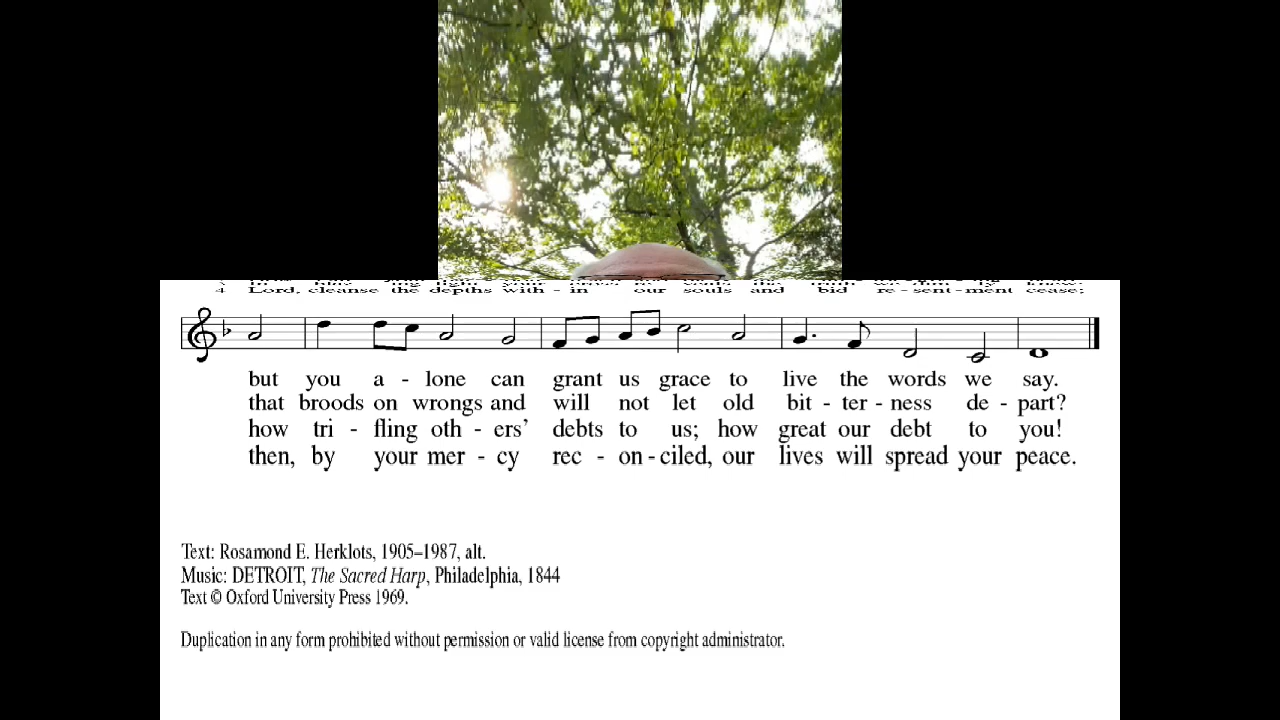 4 Lord, cleanse the depths with - in our souls and bid re - sent - ment cease;
but you a - lone can grant us grace to live the words we say.
that broods on wrongs and will not let old bit - ter - ness de - part?
how tri - fling oth - ers' debts to us; how great our debt to you!
then, by your mer - cy rec - on - ciled, our lives will spread your peace.
Text: Rosamond E. Herklots, 1905–1987, alt.
Music: DETROIT, The Sacred Harp, Philadelphia, 1844
Text © Oxford University Press 1969.
Duplication in any form prohibited without permission or valid license from copyright administrator.